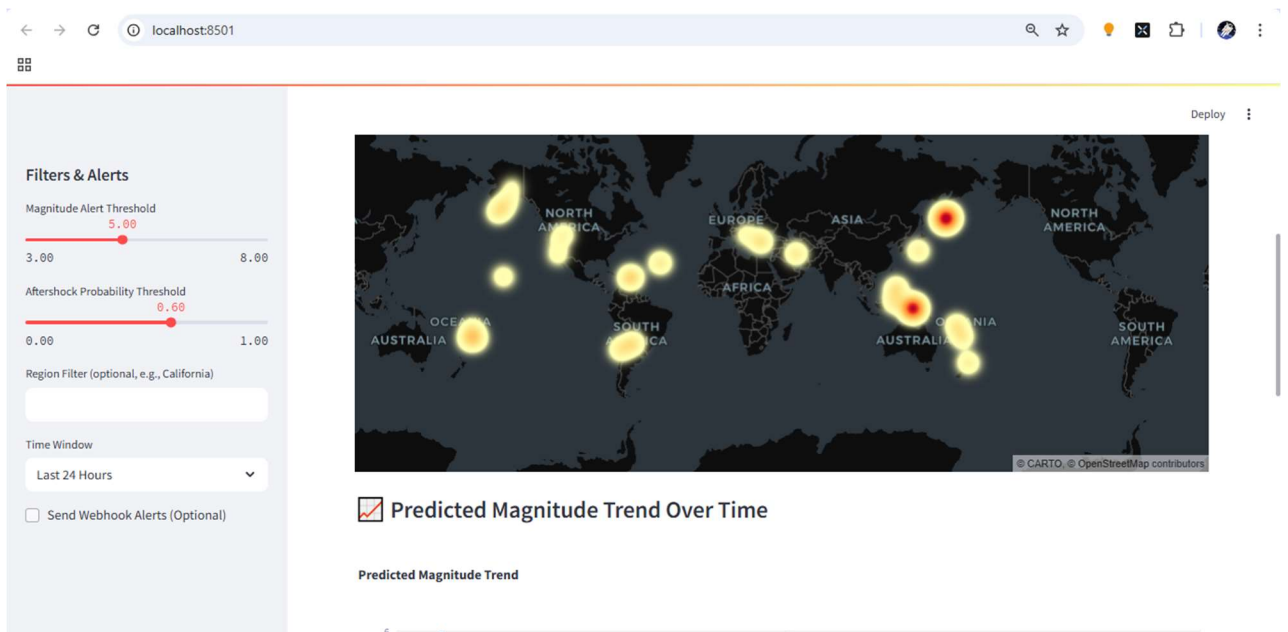 localhost:8501
Deploy
Filters & Alerts
Magnitude Alert Threshold
5.00
3.00 8.00
Aftershock Probability Threshold
0.60
0.00 1.00
Region Filter (optional, e.g., California)
Time Window
Last 24 Hours
Send Webhook Alerts (Optional)
NORTH
AMERICA
EUROPE
ASIA
NORTH
AMERICA
AFRICA
OCEANIA
AUSTRALIA
SOUTH
AMERICA
OCEANIA
AUSTRALIA
SOUTH
AMERICA
© CARTO, © OpenStreetMap contributors
Predicted Magnitude Trend Over Time
Predicted Magnitude Trend
6